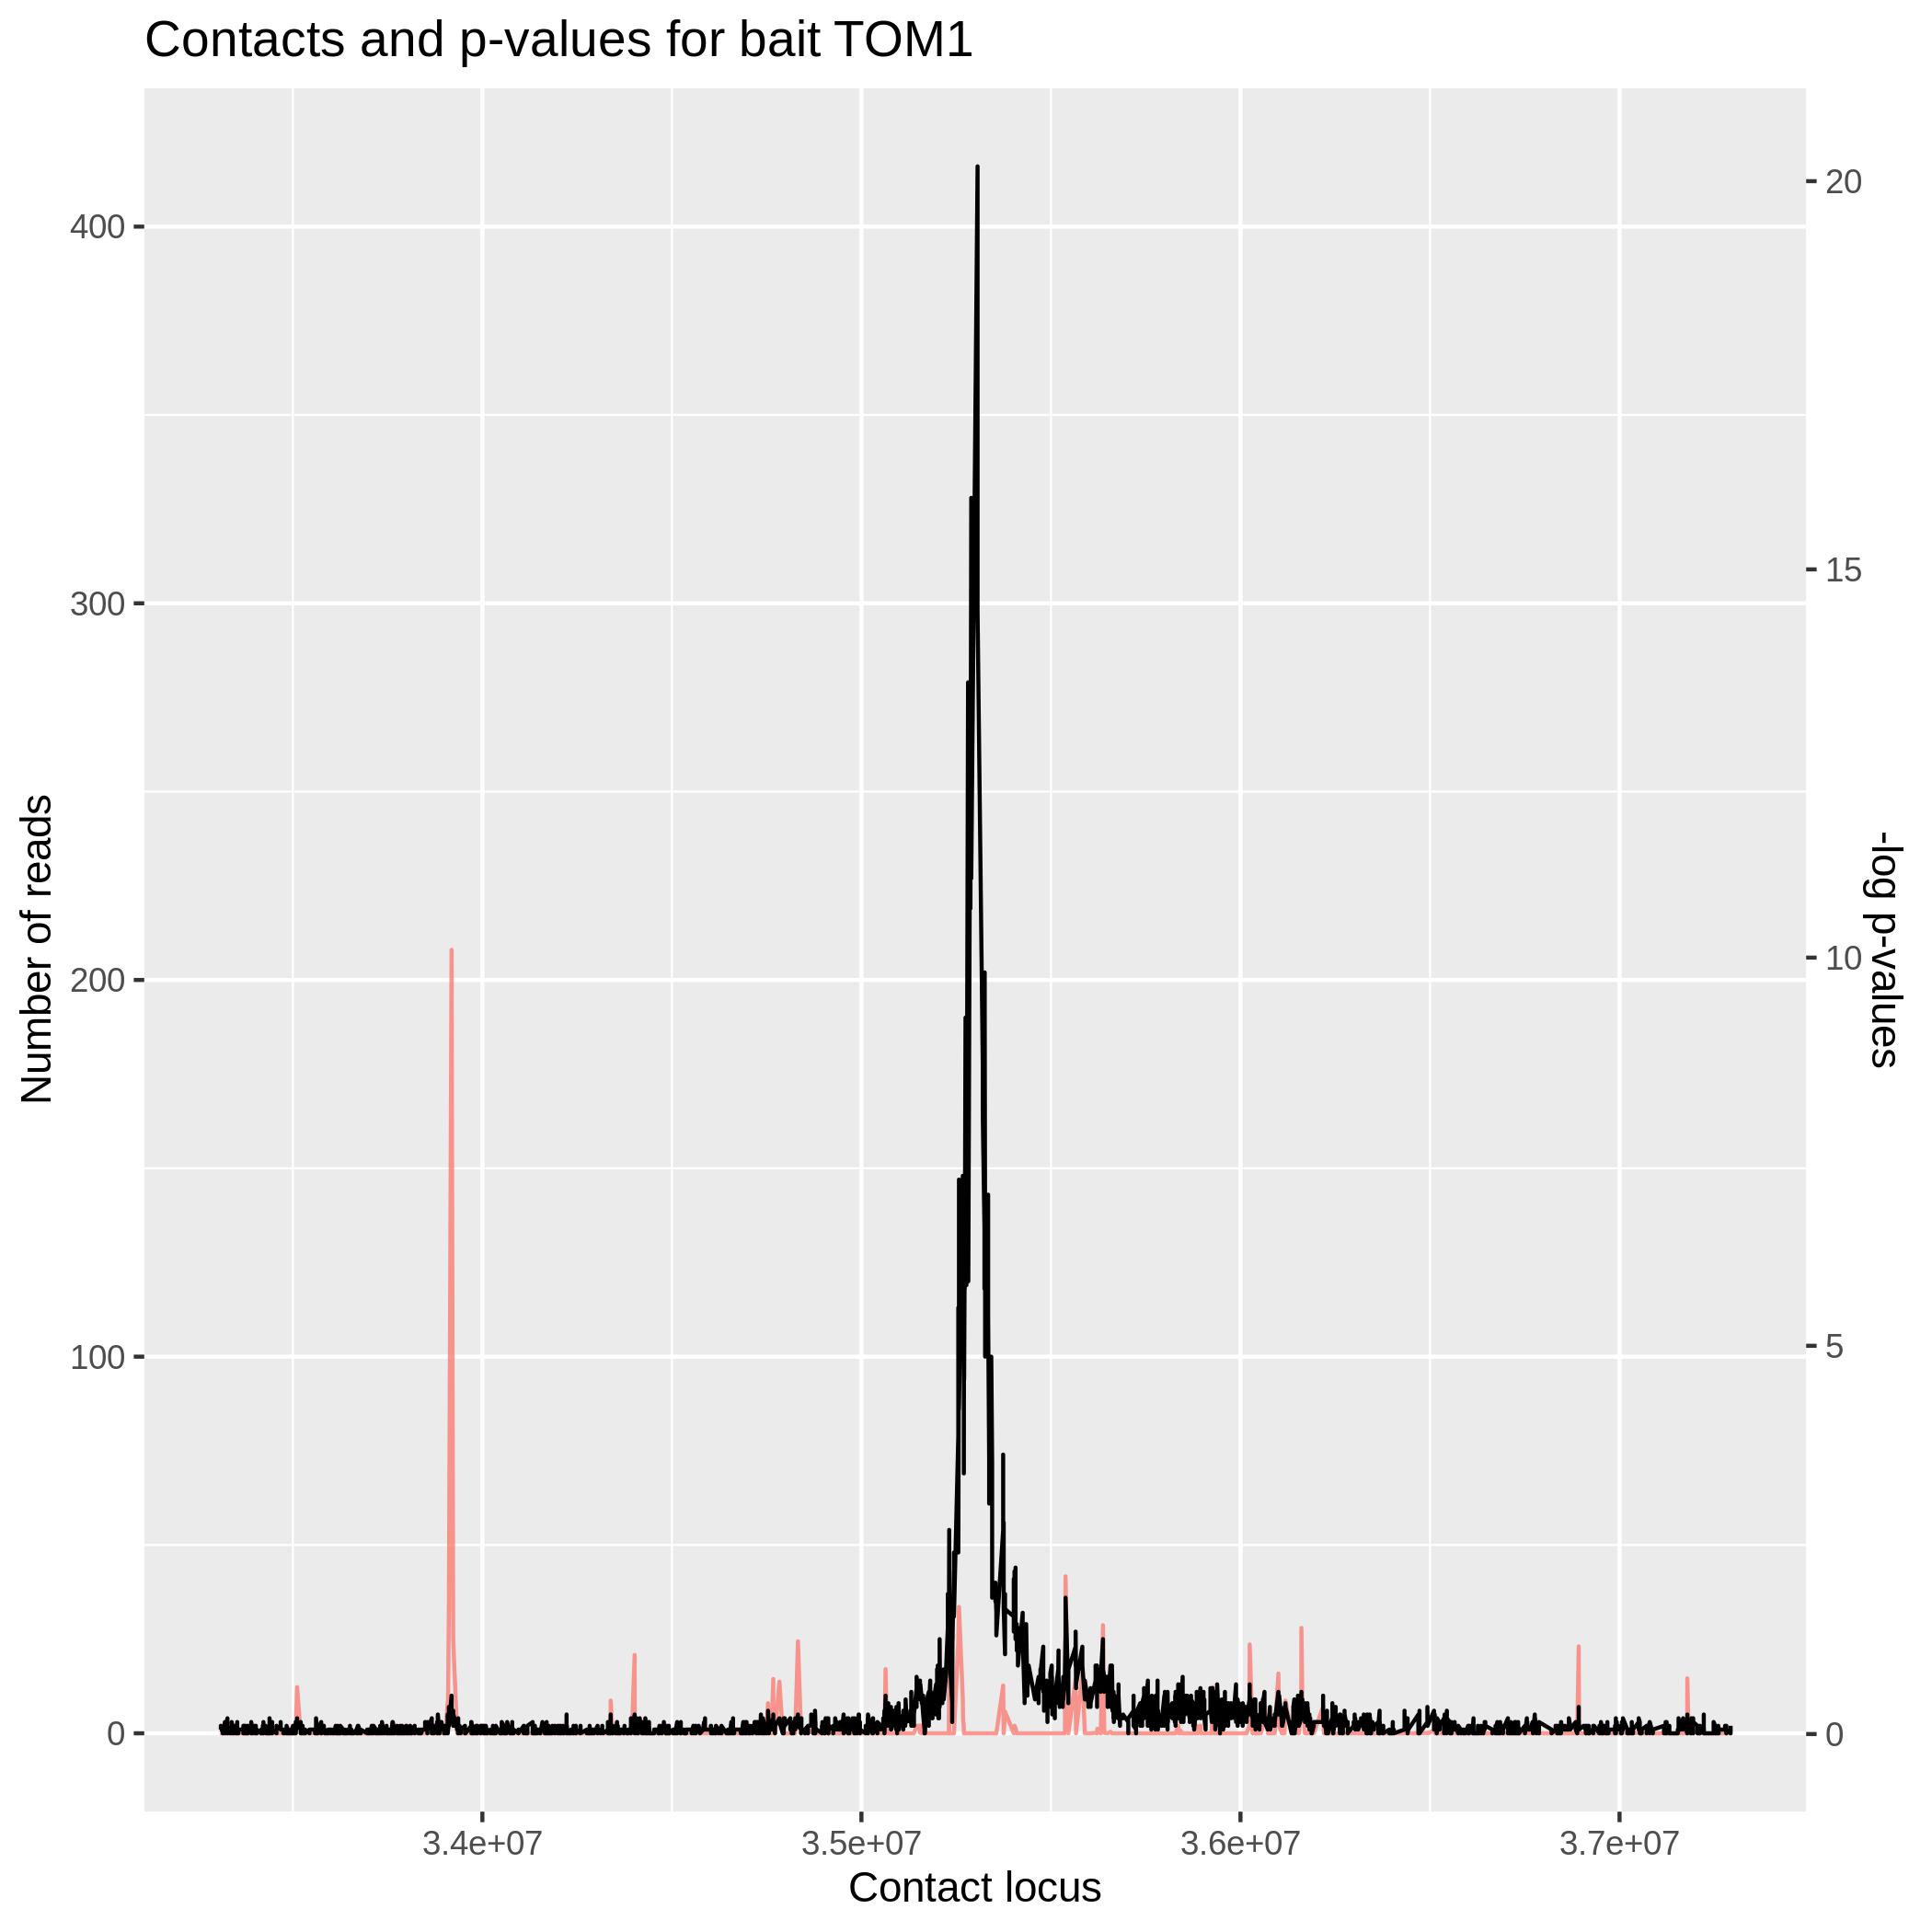 Contacts and p-values for bait TOM1
Number of reads
400
300
200
100
0
20
15
10
5
0
-log p-values
3.4e+07 3.5e+07 3.6e+07 3.7e+07
Contact locus